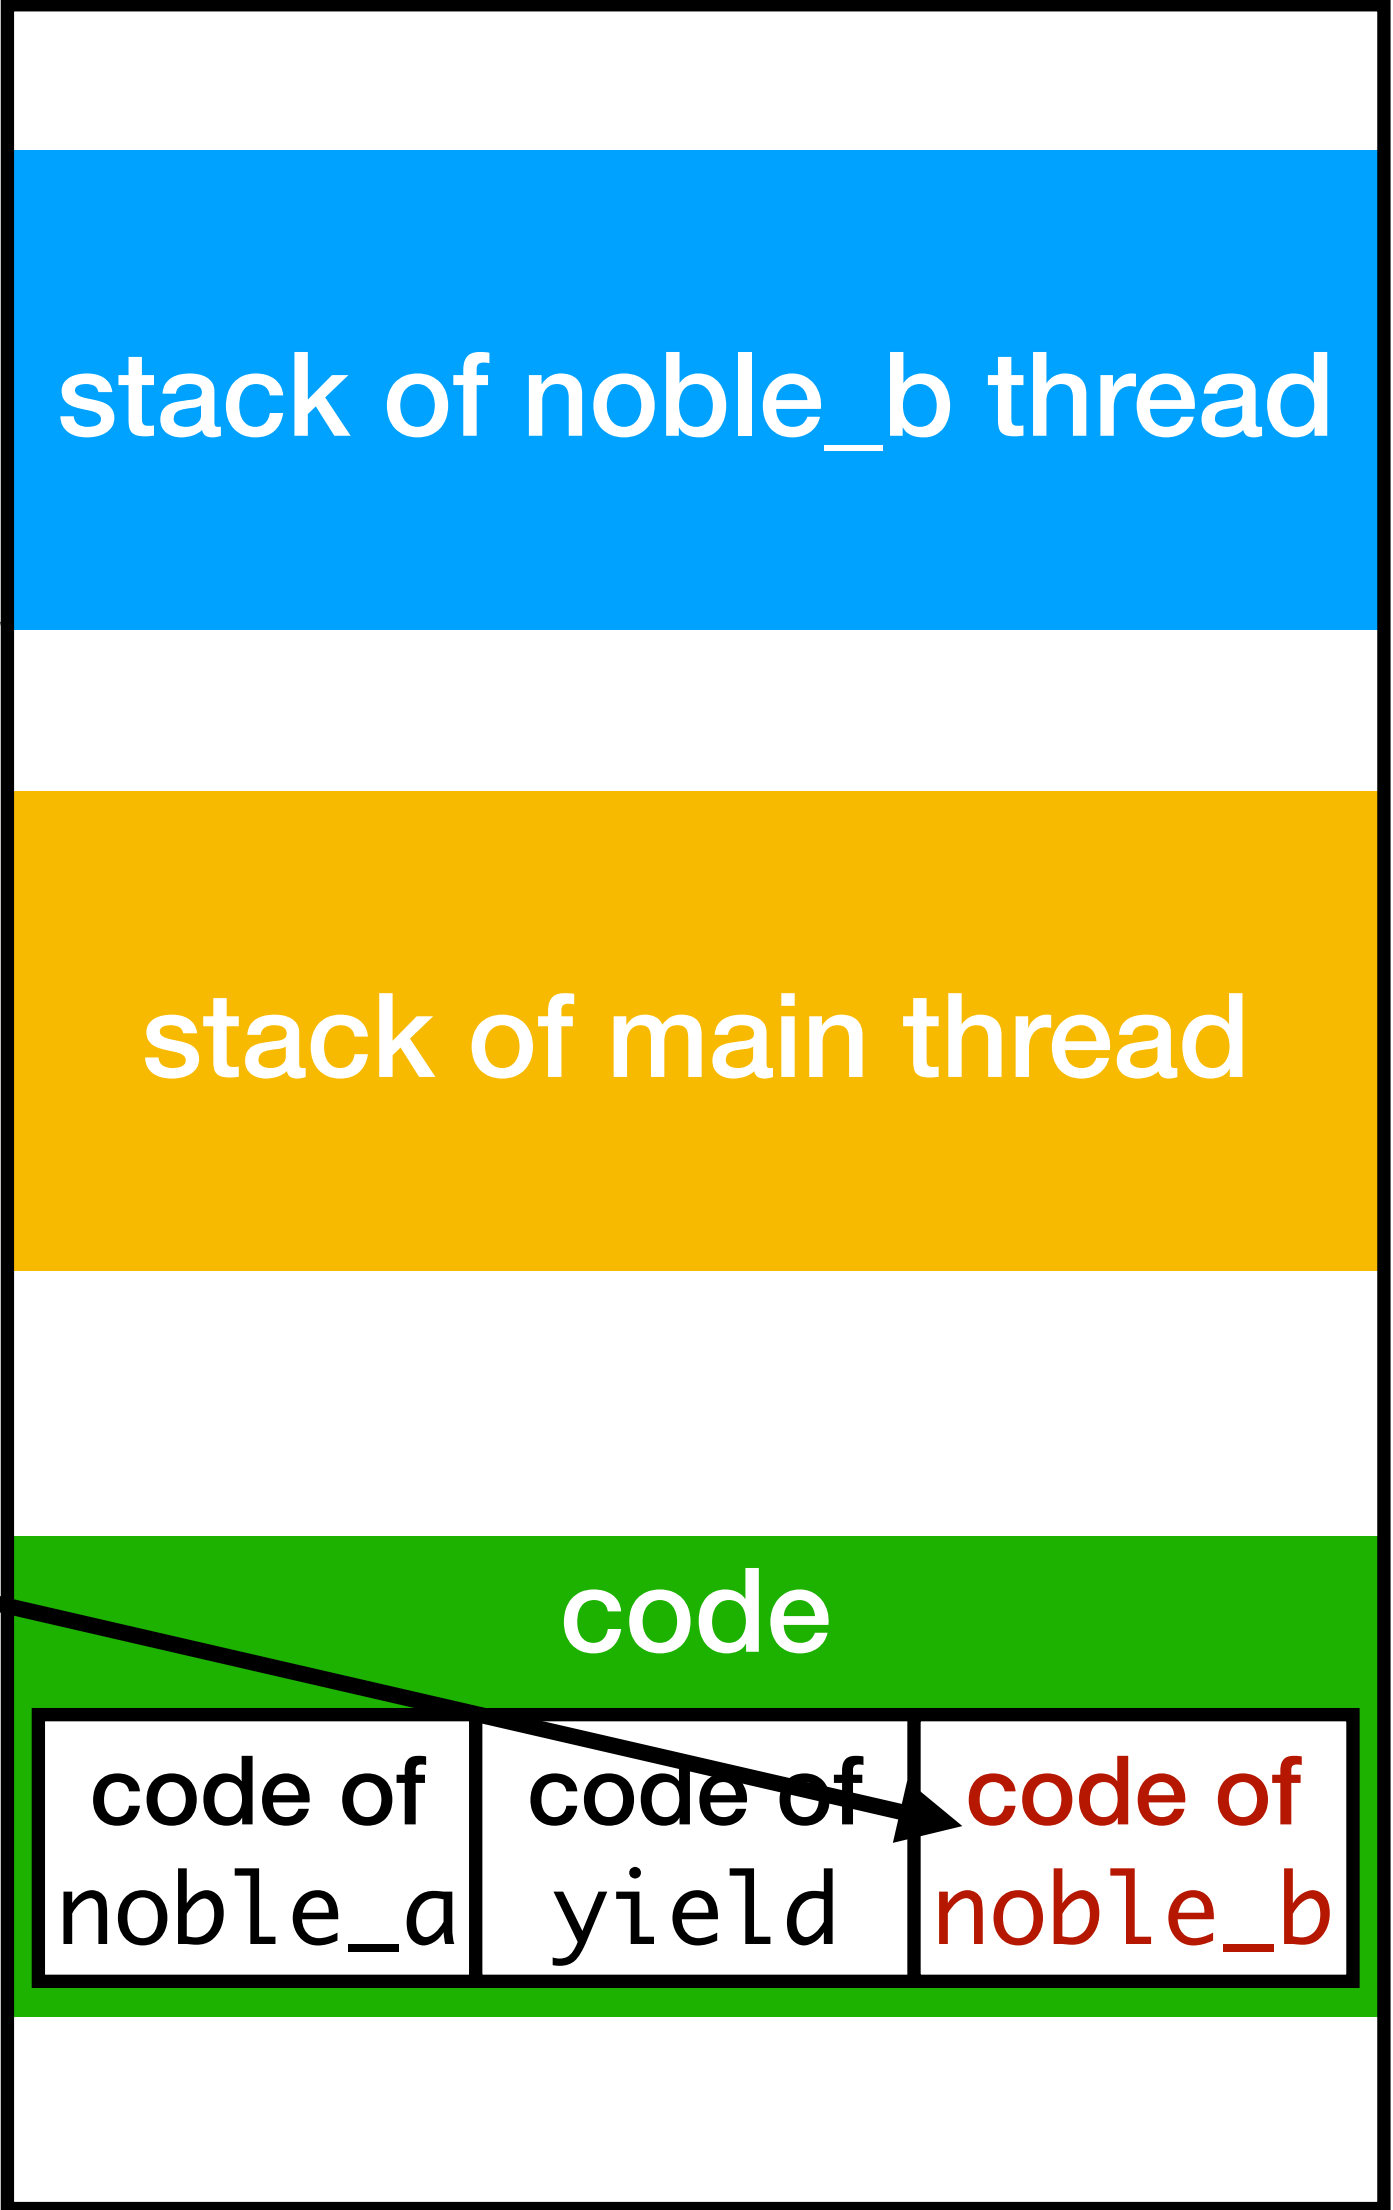 stack of noble_b thread
stack of main thread
code
code of
noble_a
code of
yield
code of
noble_b